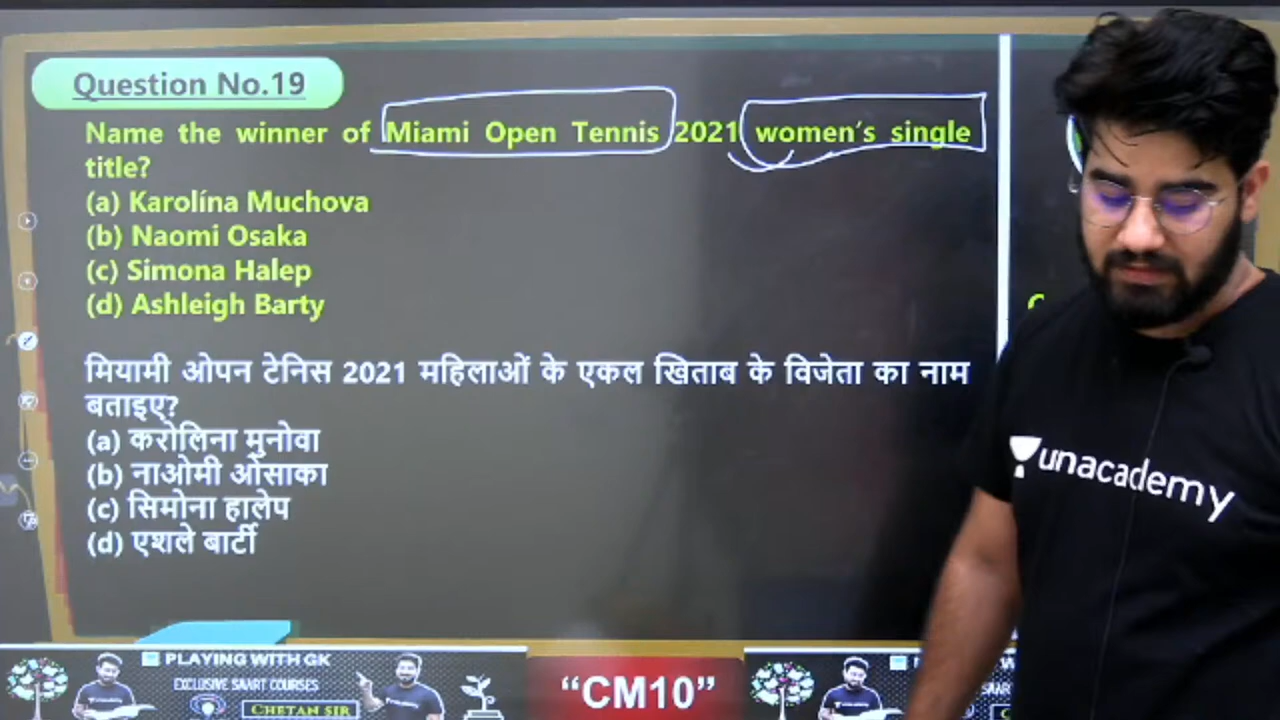 Question No.19
Name the winner of Miami Open Tennis 2021 women's single
title?
(a) Karolína Muchova
(b) Naomi Osaka
(c) Simona Halep
(d) Ashleigh Barty
मियामी ओपन टेनिस 2021 महिलाओं के एकल खिताब के विजेता का नाम
बताइए?
(a) करोलिना मुनोवा
(b) नाओमी ओसाका
(c) सिमोना हालेप
(d) एशले बार्टी
unacademy
PLAYING WITH GK
EXCLUSIVE SAART COURSES
CHETAN SIR
“CM10”